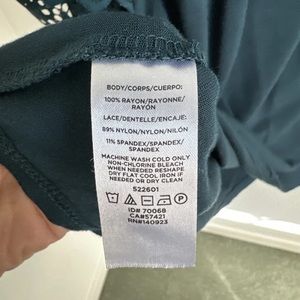 BODY/CORPS/CUERPO:
100% RAYON/RAYONNE/
RAYÓN
LACE/DENTELLE/ENCAJE:
89% NYLON/NYLON/NILÓN
11% SPANDEX/SPANDEX/
SPANDEX
MACHINE WASH COLD ONLY
NON-CHLORINE BLEACH
WHEN NEEDED RESHAPE
DRY FLAT COOL IRON IF
NEEDED OR DRY CLEAN
522601
P
ID# 70068
CA#57421
RN#140923